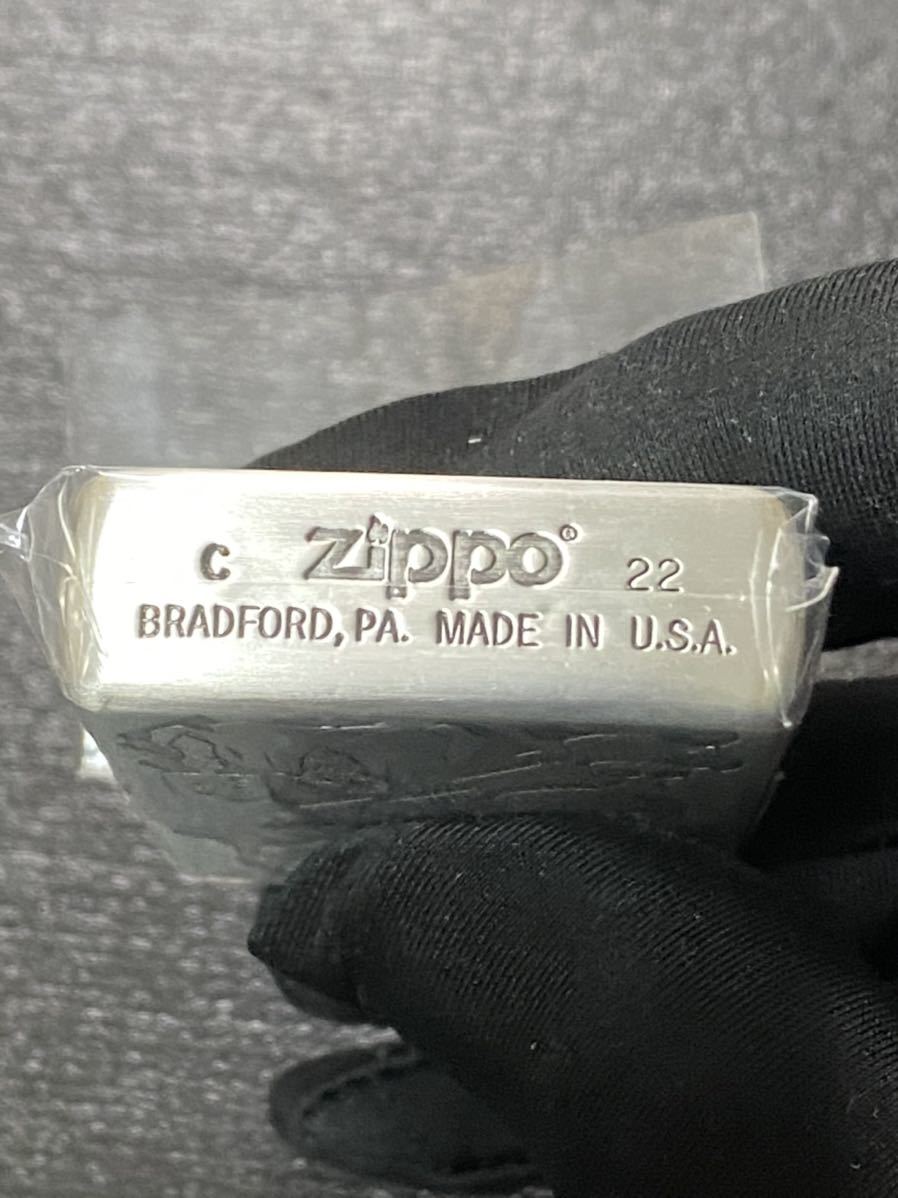 C zippo® 22
BRADFORD, PA. MADE IN U.S.A.